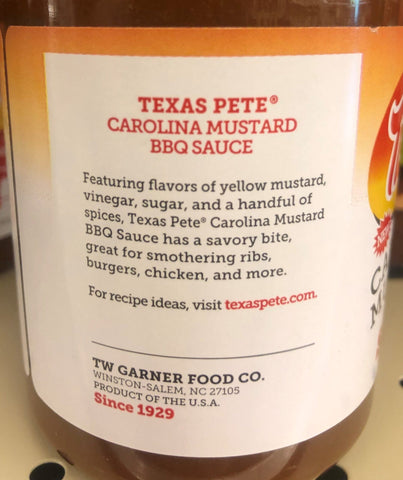 TEXAS PETE®
CAROLINA MUSTARD
BBQ SAUCE
Featuring flavors of yellow mustard,
vinegar, sugar, and a handful of
spices, Texas Pete® Carolina Mustard
BBQ Sauce has a savory bite,
great for smothering ribs,
burgers, chicken, and more.
For recipe ideas, visit texaspete.com.
TW GARNER FOOD CO.
WINSTON-SALEM, NC 27105
PRODUCT OF THE U.S.A.
Since 1929